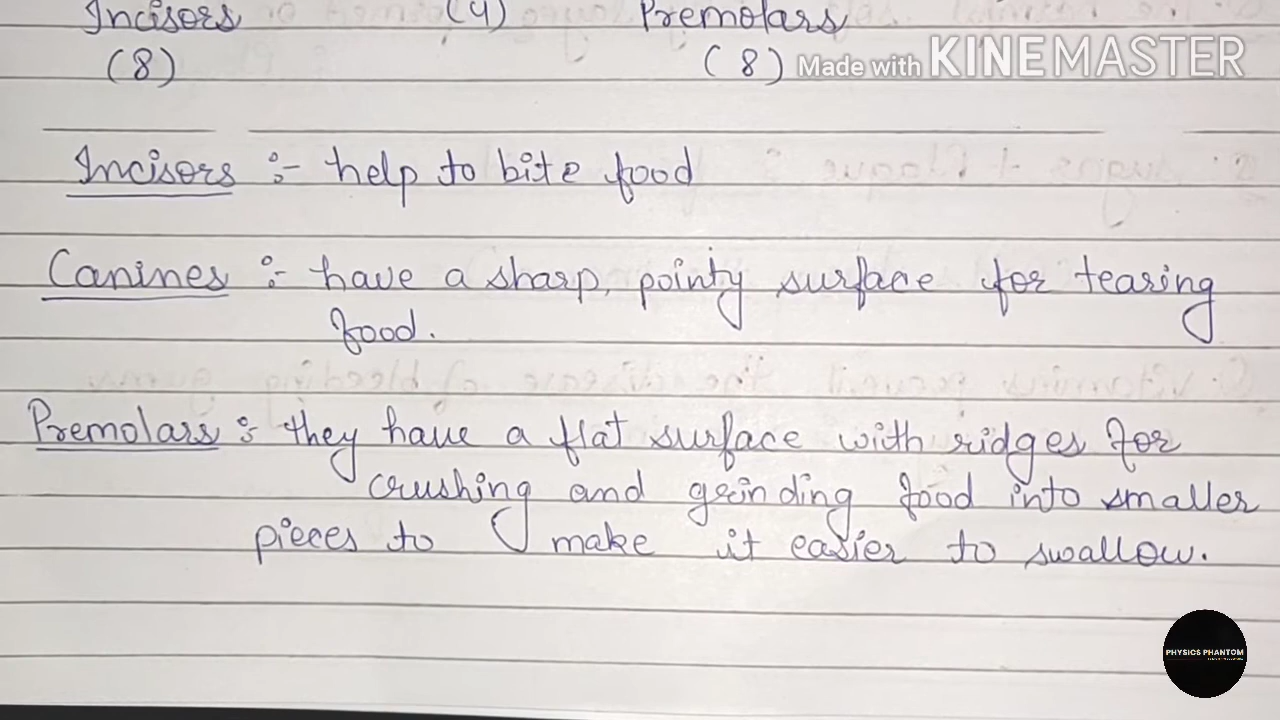 Incisors (4) Premolars
(8) (8)
Made with KINEMASTER
Incisors :- help to bite food
Canines :- have a sharp, pointy surface for tearing
food.
Premolars : they have a flat surface with ridges for
crushing and grinding food into smaller
pieces to make it easier to swallow.
PHYSICS PHANTOM